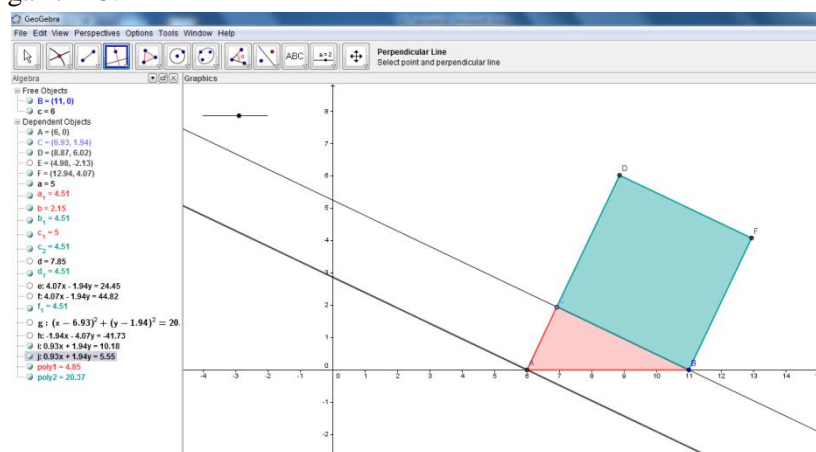 GeoGebra
File Edit View Perspectives Options Tools Window Help
ABC
a = 2
Perpendicular Line
Select point and perpendicular line
Algebra
Graphics
Free Objects
B = (11, 0)
c = 6
Dependent Objects
A = (6, 0)
C = (6.93, 1.94)
D = (8.87, 6.02)
E = (4.98, -2.13)
F = (12.94, 4.07)
a = 5
a₁ = 4.51
b = 2.15
b₁ = 4.51
c₁ = 5
c₂ = 4.51
d = 7.85
d₁ = 4.51
e: 4.07x - 1.94y = 24.45
f: 4.07x - 1.94y = 44.82
f₁ = 4.51
g : (x − 6.93)² + (y − 1.94)² = 20.
h: -1.94x - 4.07y = -41.73
i: 0.93x + 1.94y = 10.18
j: 0.93x + 1.94y = 5.55
poly1 = 4.85
poly2 = 20.37
8
7
6
5
4
3
2
1
0
-1
-2
-4 -3 -2 -1 0 1 2 3 4 5 6 7 8 9 10 11 12 13 14
D
F
C
A
B